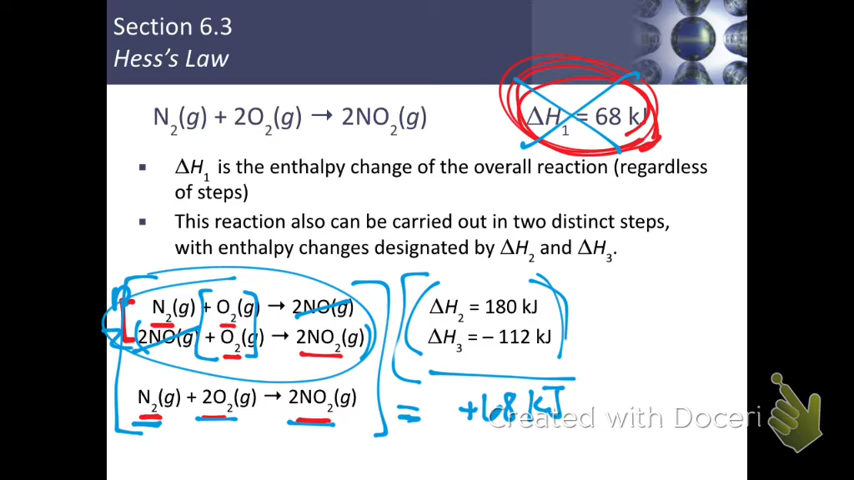 Section 6.3
Hess's Law
N₂(g) + 2O₂(g) → 2NO₂(g) ΔH₁ = 68 kJ
▪ ΔH₁ is the enthalpy change of the overall reaction (regardless
of steps)
▪ This reaction also can be carried out in two distinct steps,
with enthalpy changes designated by ΔH₂ and ΔH₃.
N₂(g) + O₂(g) → 2NO(g) ΔH₂ = 180 kJ
2NO(g) + O₂(g) → 2NO₂(g) ΔH₃ = – 112 kJ
N₂(g) + 2O₂(g) → 2NO₂(g) = +68 kJ
Created with Doceri